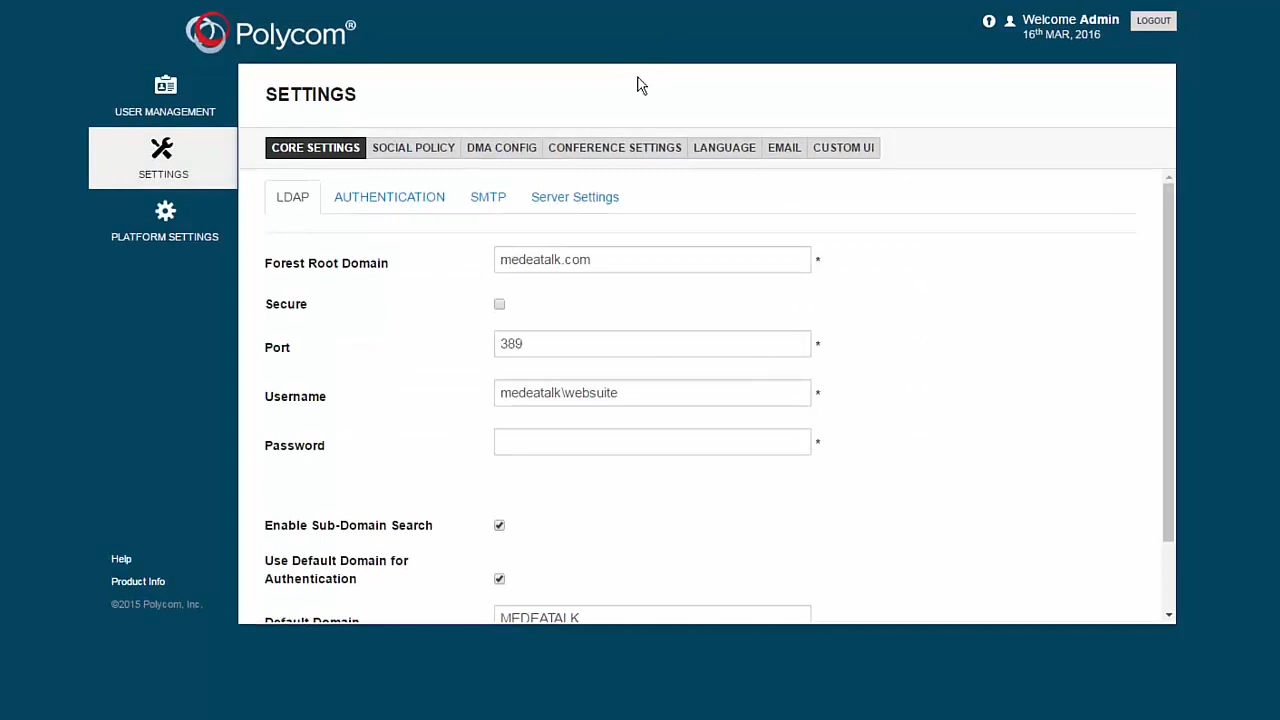 Polycom®
Welcome Admin
16th MAR, 2016
LOGOUT
USER MANAGEMENT
SETTINGS
PLATFORM SETTINGS
Help
Product Info
©2015 Polycom, Inc.
SETTINGS
CORE SETTINGS SOCIAL POLICY DMA CONFIG CONFERENCE SETTINGS LANGUAGE EMAIL CUSTOM UI
LDAP AUTHENTICATION SMTP Server Settings
Forest Root Domain medeatalk.com *
Secure
Port 389 *
Username medeatalk\websuite *
Password *
Enable Sub-Domain Search
Use Default Domain for
Authentication
Default Domain MEDEATALK